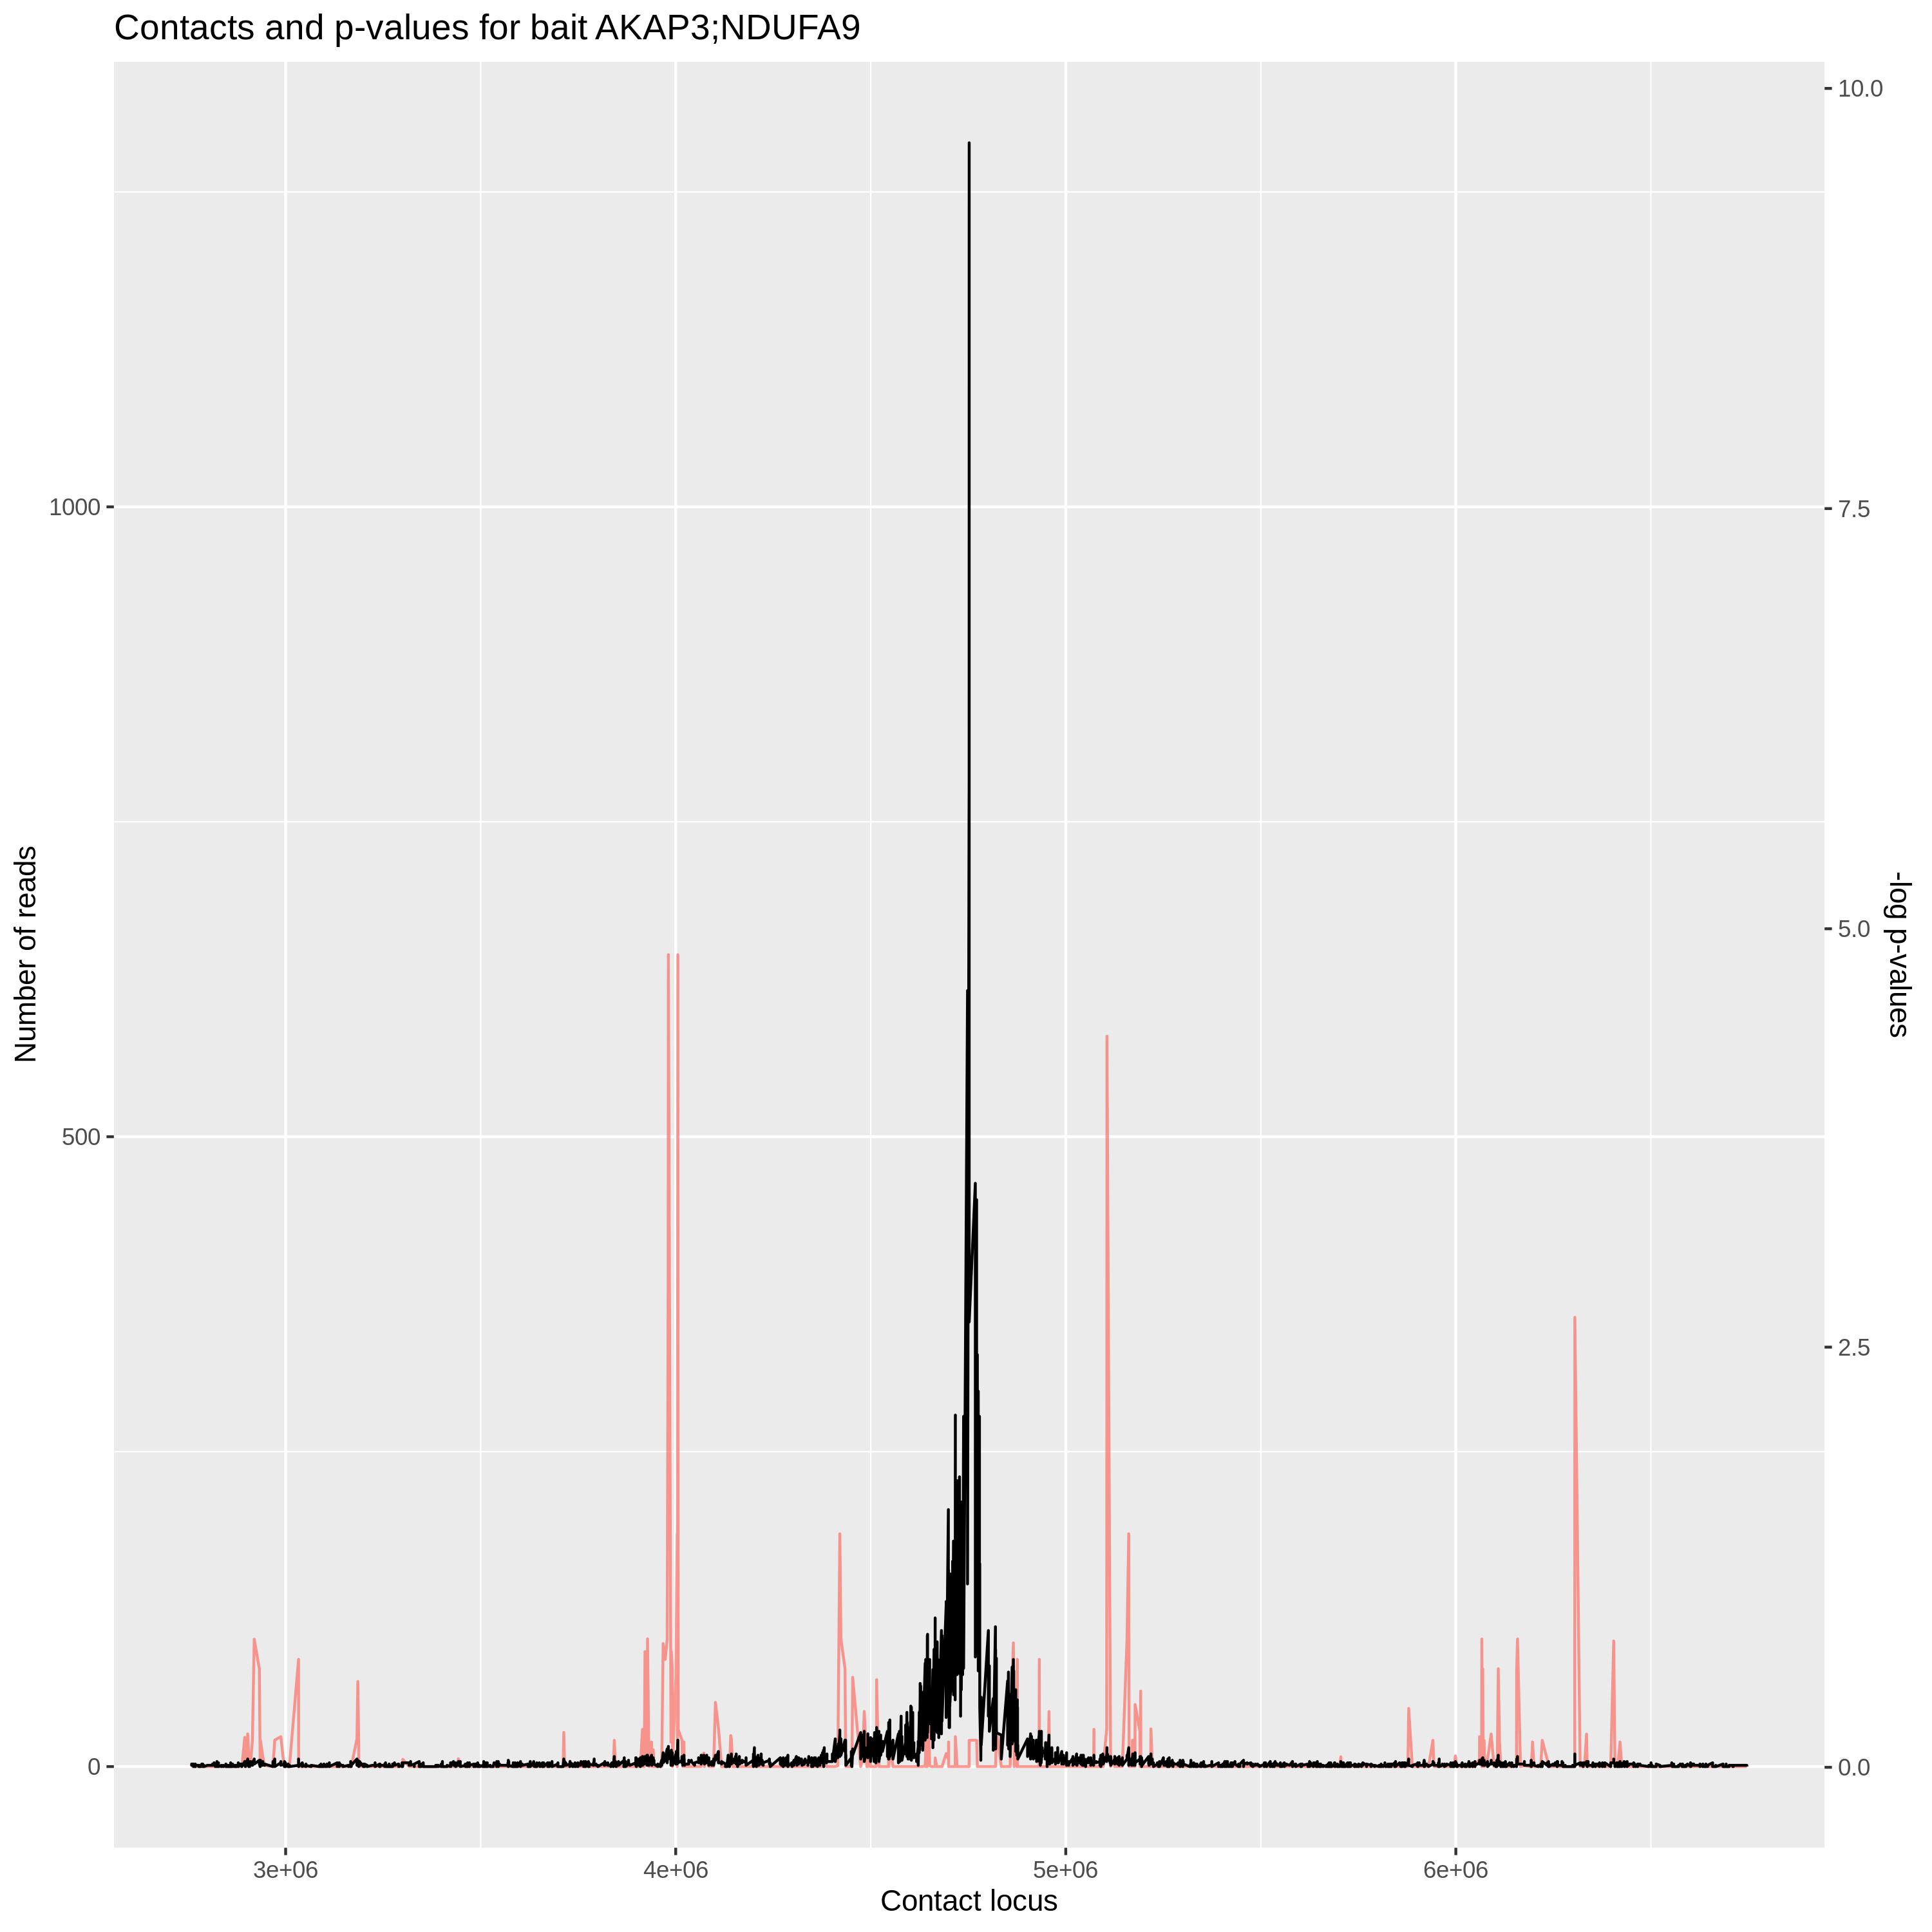 Contacts and p-values for bait AKAP3;NDUFA9
10.0
1000
7.5
Number of reads
-log p-values
5.0
500
2.5
0
0.0
3e+06
4e+06
5e+06
6e+06
Contact locus